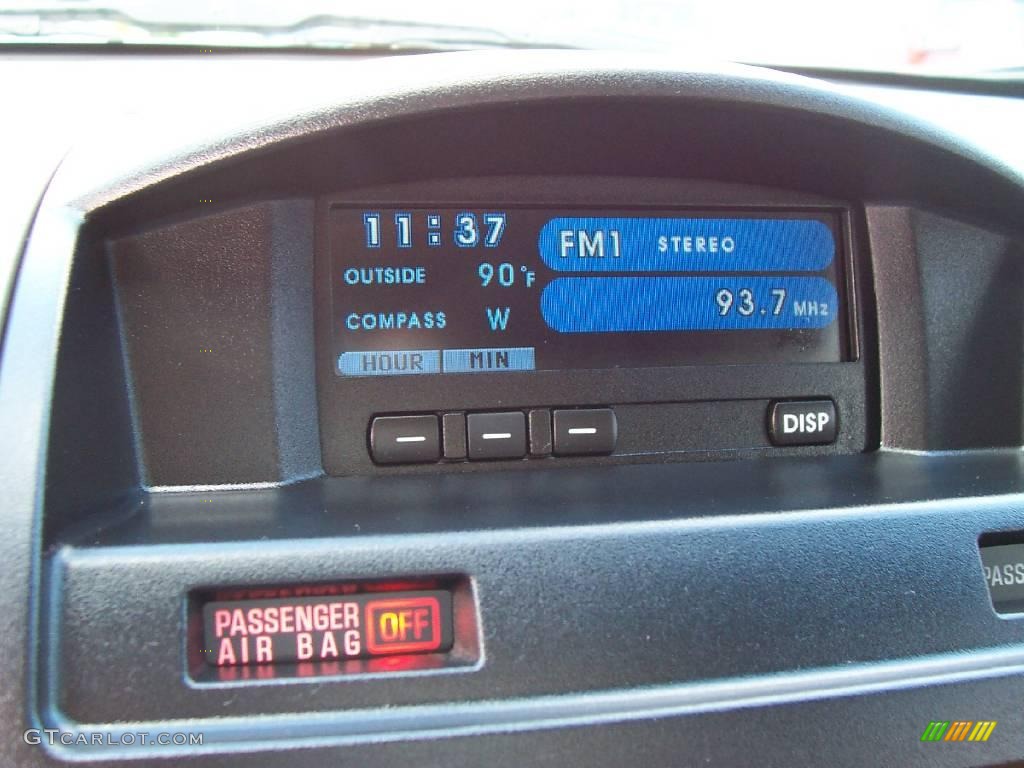 11:37
FM1 STEREO
OUTSIDE 90°F
93.7 MHz
COMPASS W
HOUR MIN
DISP
PASSENGER
AIR BAG OFF
PASS
GTCARLOT.COM